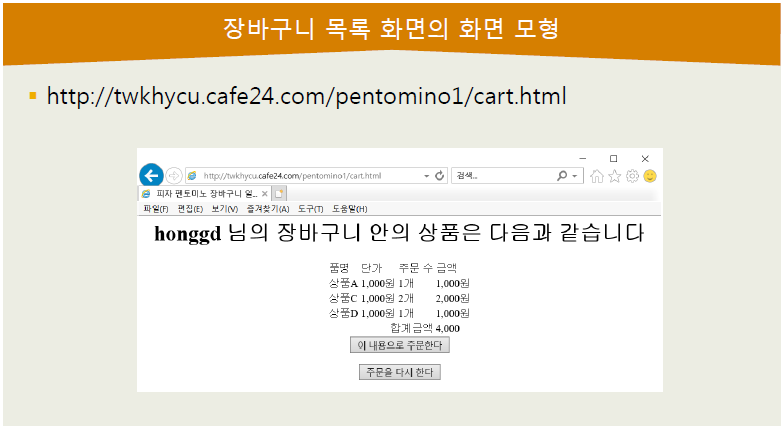 장바구니 목록 화면의 화면 모형
http://twkhycu.cafe24.com/pentomino1/cart.html
http://twkhycu.cafe24.com/pentomino1/cart.html 검색...
피자 펜토미노 장바구니 일...
파일(F) 편집(E) 보기(V) 즐겨찾기(A) 도구(T) 도움말(H)
honggd 님의 장바구니 안의 상품은 다음과 같습니다
품명 단가 주문 수 금액
상품A 1,000원 1개 1,000원
상품C 1,000원 2개 2,000원
상품D 1,000원 1개 1,000원
합계금액 4,000
이 내용으로 주문한다
주문을 다시 한다